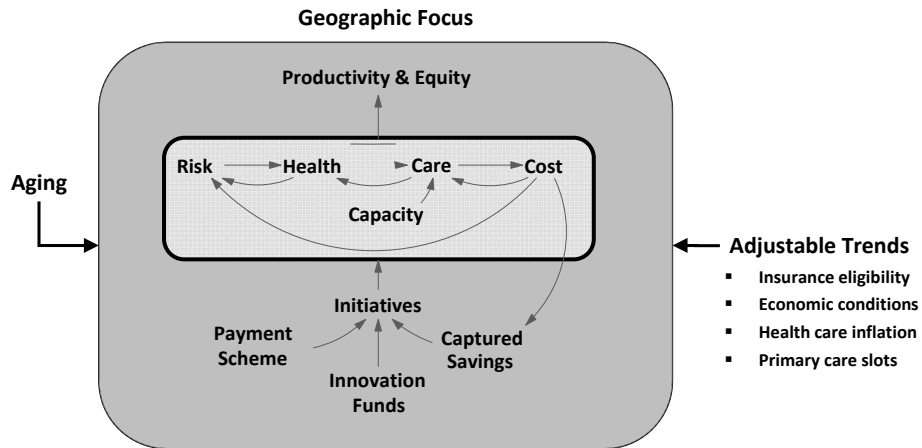 Geographic Focus
Productivity & Equity
Risk
Health
Care
Cost
Capacity
Aging
Adjustable Trends
▪ Insurance eligibility
▪ Economic conditions
▪ Health care inflation
▪ Primary care slots
Initiatives
Payment
Scheme
Captured
Savings
Innovation
Funds